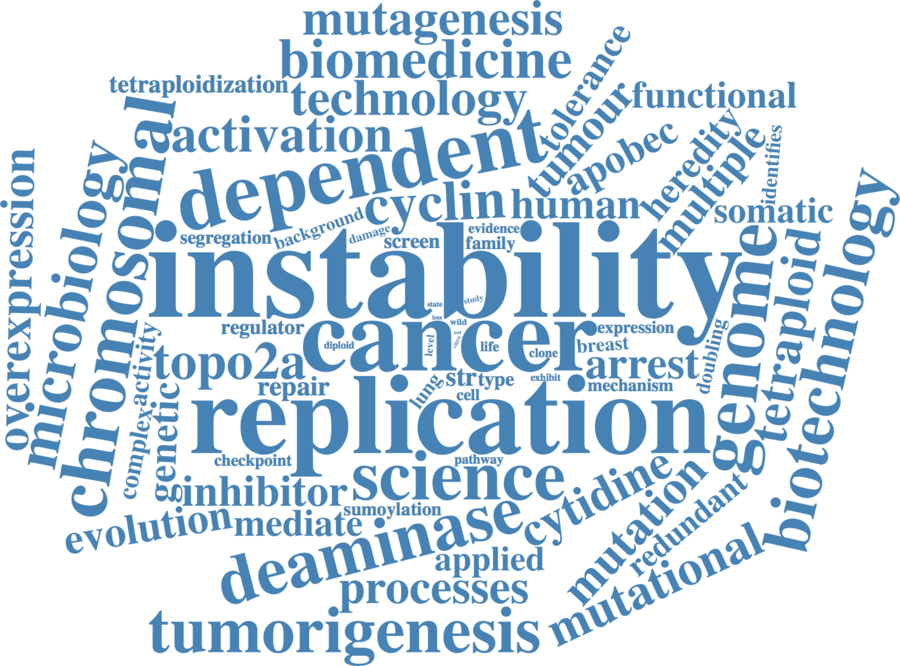 mutagenesis
biomedicine
tetraploidization
technology
tolerance
tumour
functional
activation
dependent
apobec
heredity
multiple
identifies
overexpression
microbiology
chromosomal
cyclin
human
somatic
segregation
background
damage
screen
evidence
family
instability
state
study
loss
wild
regulator
cancer
expression
diploid
level
life
clone
breast
doubling
genome
tetraploid
biotechnology
topo2a
arrest
activity
complex
genetic
repair
lung
str
type
cell
exhibit
mechanism
replication
checkpoint
pathway
science
inhibitor
sumoylation
cytidine
mutation
redundant
evolution
mediate
deaminase
applied
processes
mutational
tumorigenesis